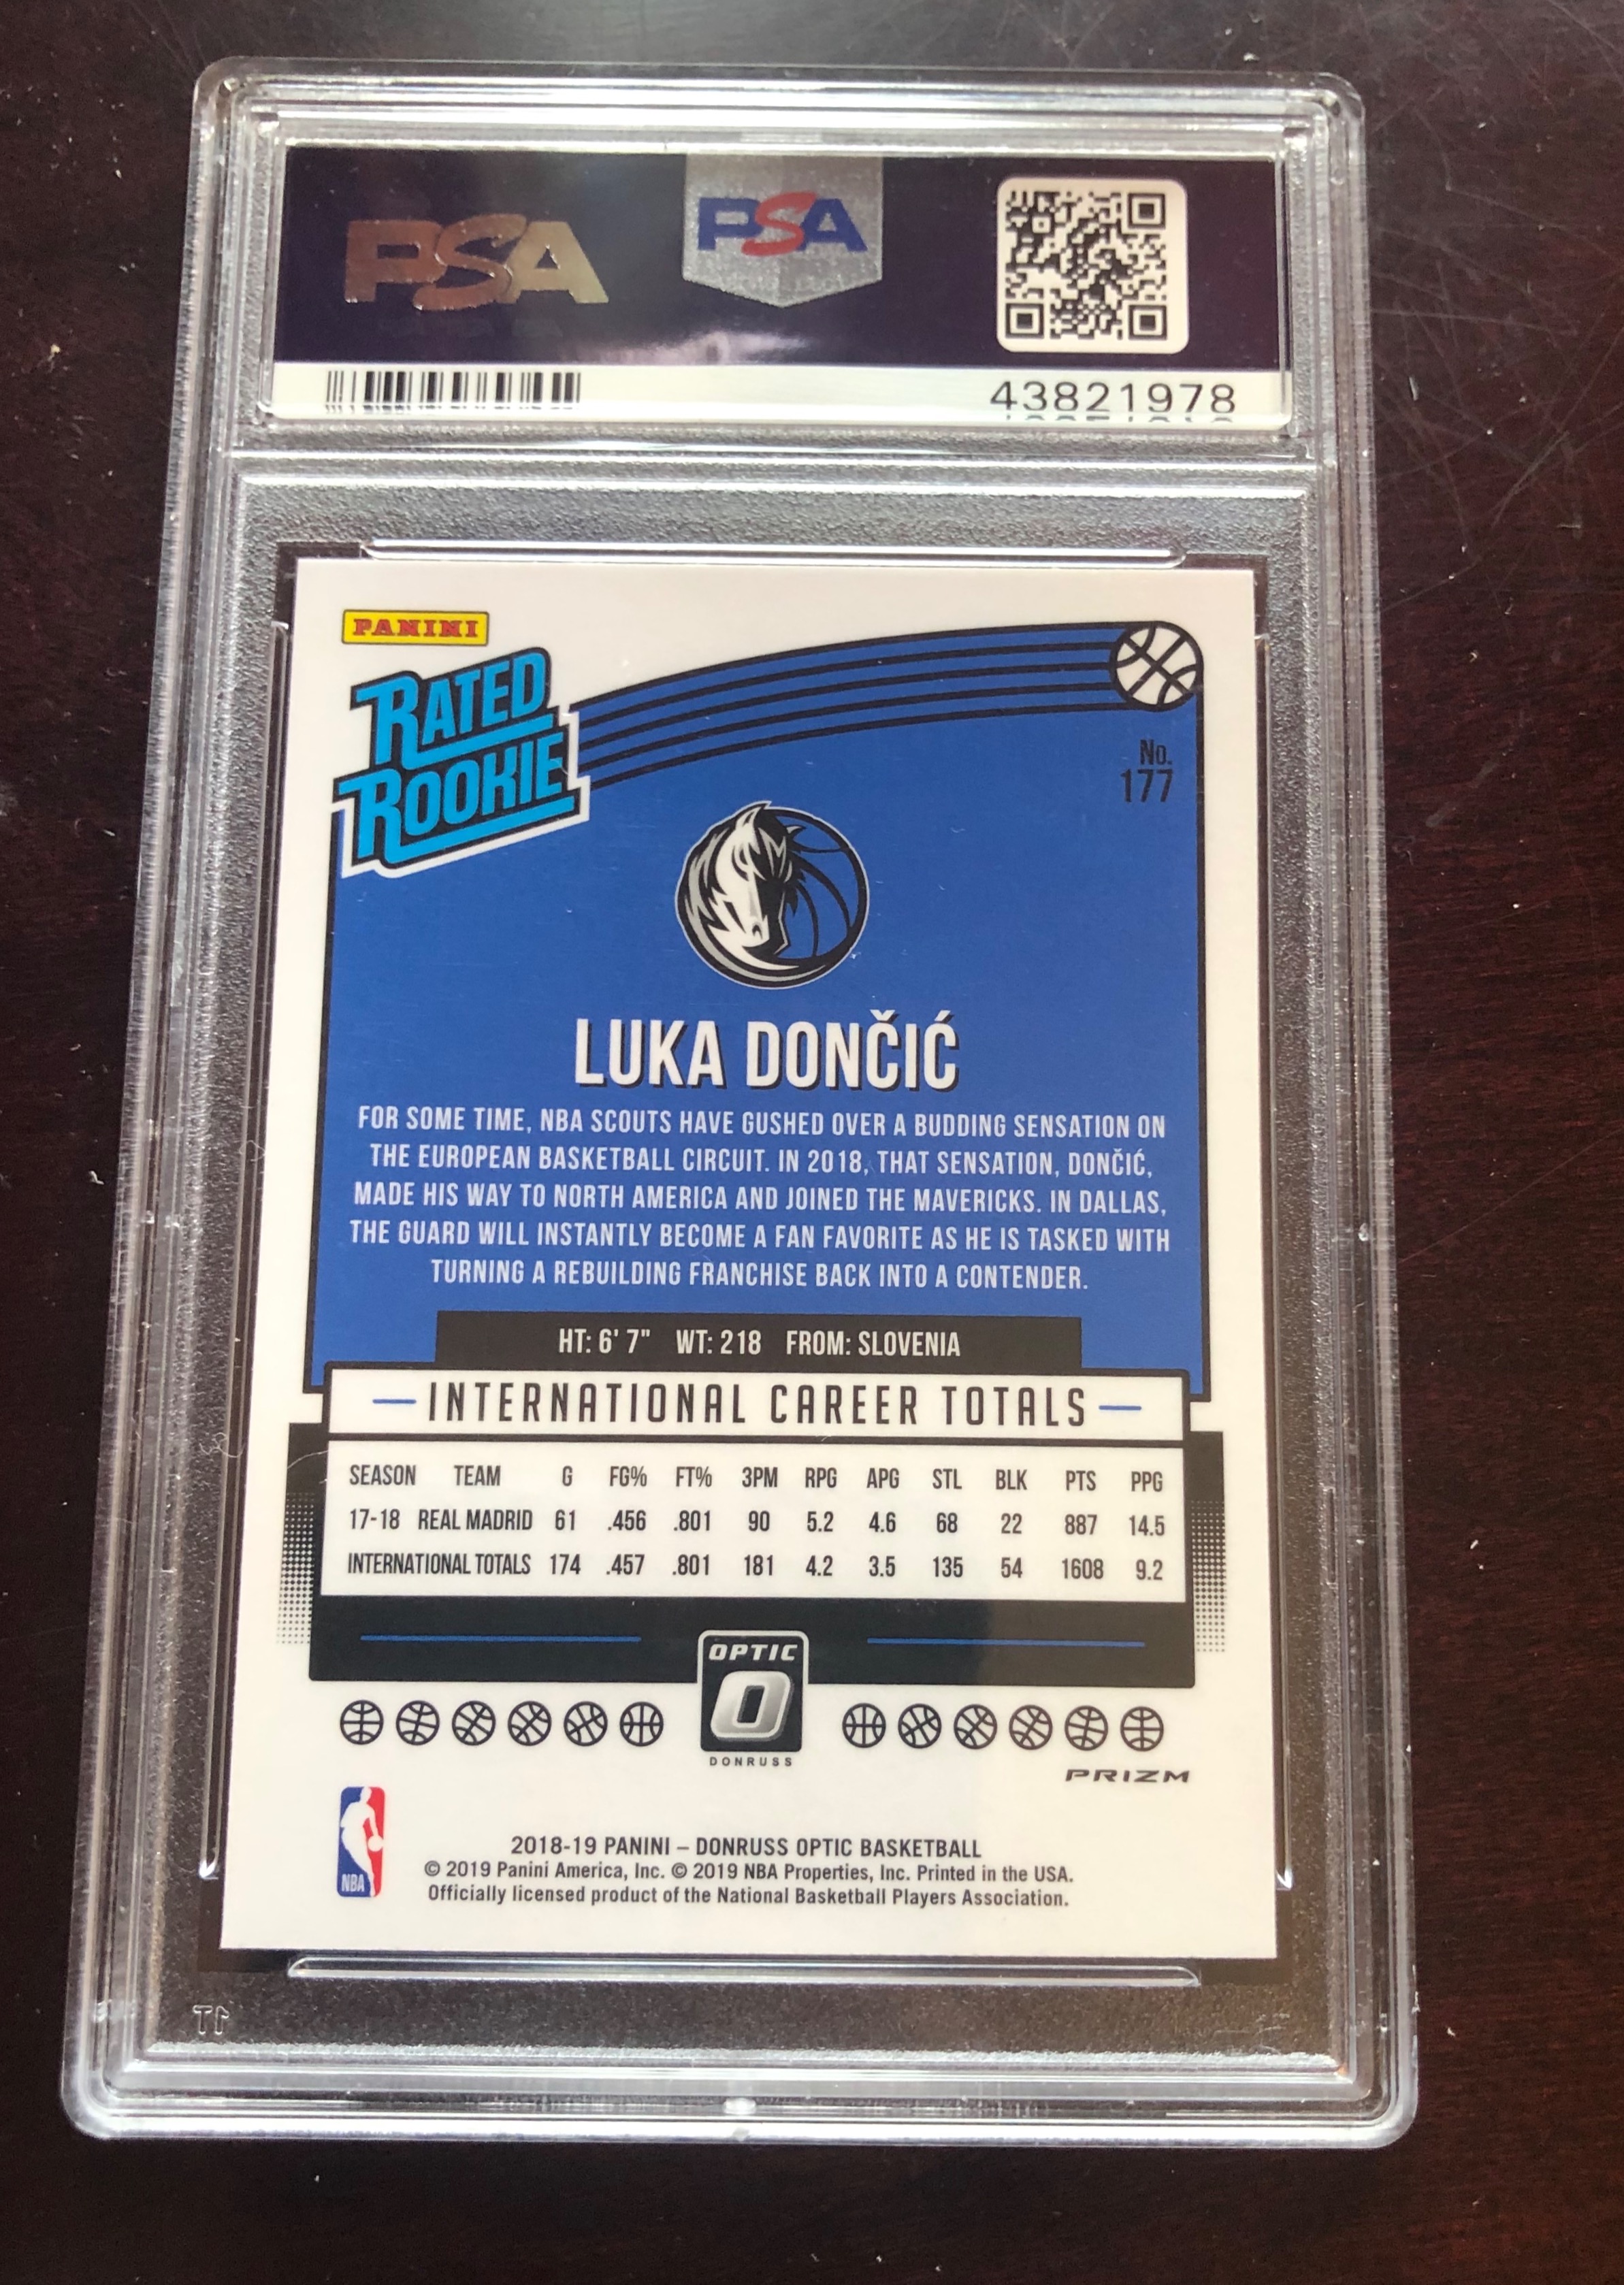 PSA
PSA
43821978
PANINI
RATED
ROOKIE
No.
177
LUKA DONČIĆ
FOR SOME TIME, NBA SCOUTS HAVE GUSHED OVER A BUDDING SENSATION ON
THE EUROPEAN BASKETBALL CIRCUIT. IN 2018, THAT SENSATION, DONČIĆ,
MADE HIS WAY TO NORTH AMERICA AND JOINED THE MAVERICKS. IN DALLAS,
THE GUARD WILL INSTANTLY BECOME A FAN FAVORITE AS HE IS TASKED WITH
TURNING A REBUILDING FRANCHISE BACK INTO A CONTENDER.
HT: 6' 7" WT: 218 FROM: SLOVENIA
INTERNATIONAL CAREER TOTALS
SEASON TEAM G FG% FT% 3PM RPG APG STL BLK PTS PPG
17-18 REAL MADRID 61 .456 .801 90 5.2 4.6 68 22 887 14.5
INTERNATIONAL TOTALS 174 .457 .801 181 4.2 3.5 135 54 1608 9.2
OPTIC
O
DONRUSS
PRIZM
NBA
2018-19 PANINI – DONRUSS OPTIC BASKETBALL
© 2019 Panini America, Inc. © 2019 NBA Properties, Inc. Printed in the USA.
Officially licensed product of the National Basketball Players Association.